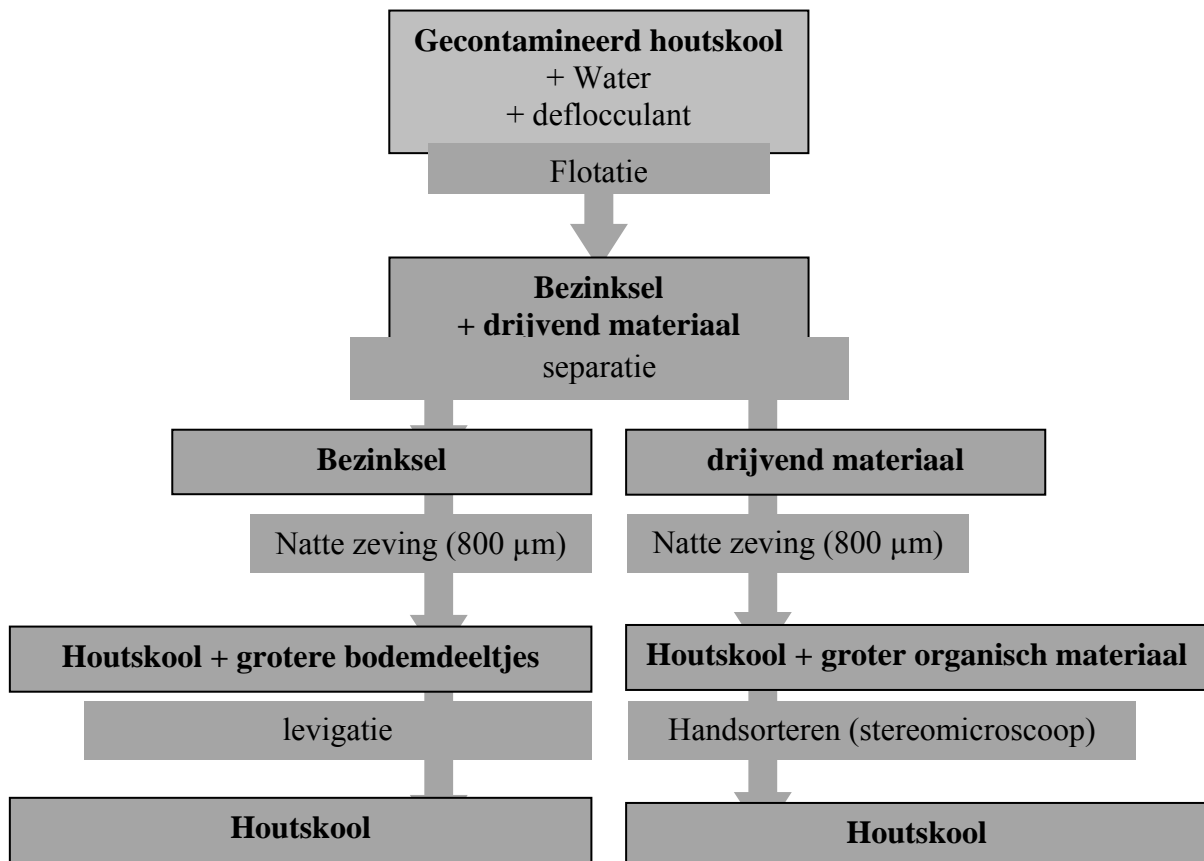 Gecontamineerd houtskool
+ Water
+ deflocculant
Flotatie
Bezinksel
+ drijvend materiaal
separatie
Bezinksel
drijvend materiaal
Natte zeving (800 µm)
Natte zeving (800 µm)
Houtskool + grotere bodemdeeltjes
Houtskool + groter organisch materiaal
levigatie
Handsorteren (stereomicroscoop)
Houtskool
Houtskool